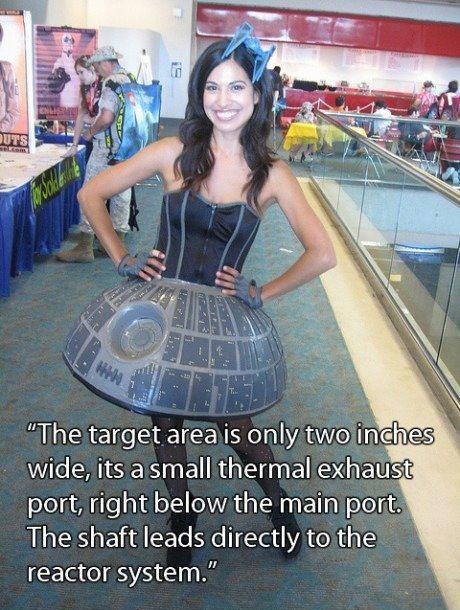 OUTS
"The target area is only two inches
wide, its a small thermal exhaust
port, right below the main port.
The shaft leads directly to the
reactor system."